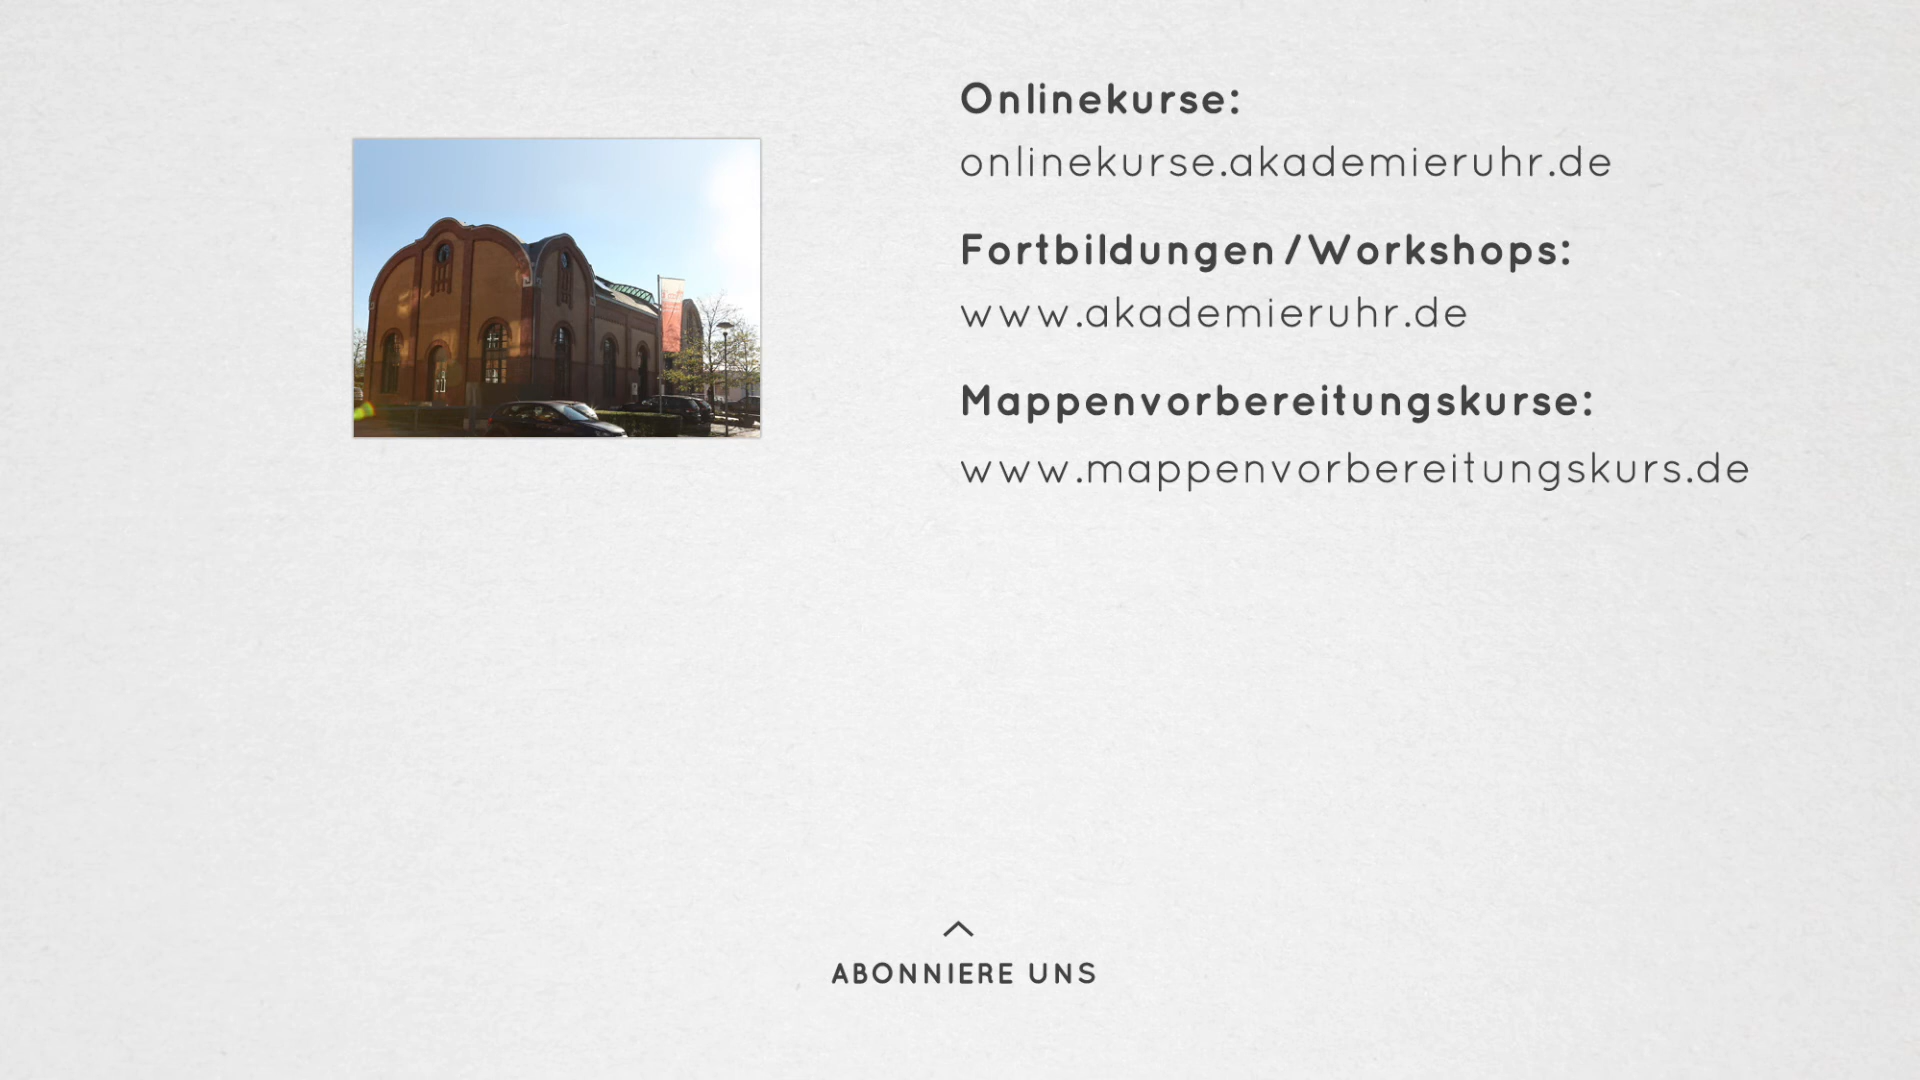 Onlinekurse:
onlinekurse.akademieruhr.de
Fortbildungen/Workshops:
www.akademieruhr.de
Mappenvorbereitungskurse:
www.mappenvorbereitungskurs.de
ABONNIERE UNS